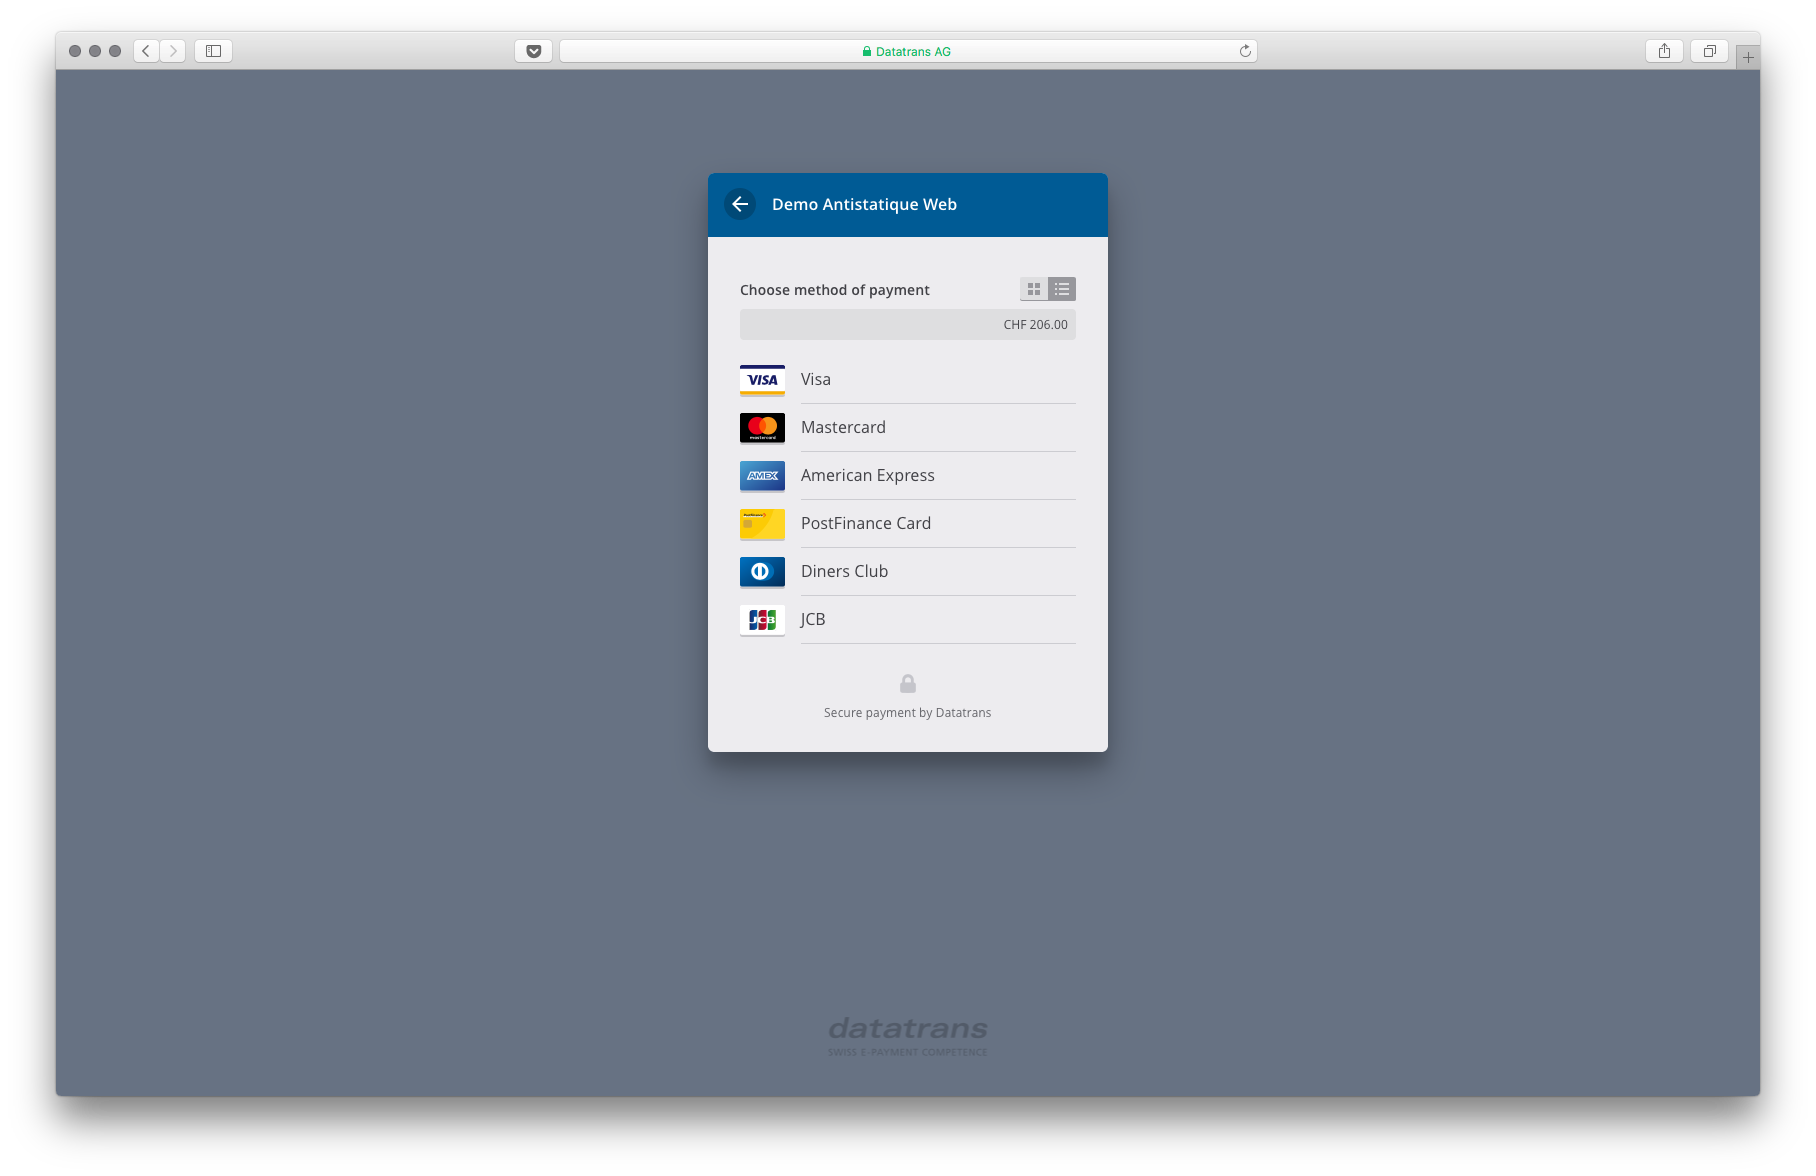 Datatrans AG
Demo Antistatique Web
Choose method of payment
CHF 206.00
VISA Visa
mastercard Mastercard
AMEX American Express
PostFinance PostFinance Card
Diners Club
JCB JCB
Secure payment by Datatrans
datatrans
SWISS E-PAYMENT COMPETENCE